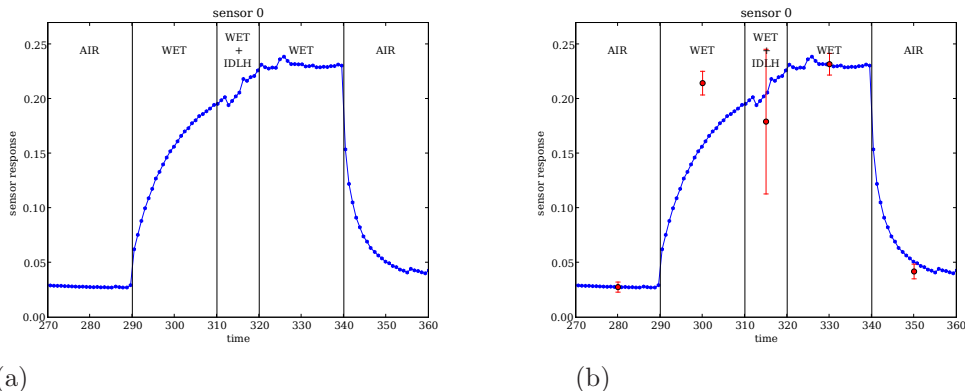 sensor 0
0.25
0.20
0.15
0.10
0.05
0.00
sensor response
AIR
WET
WET
+
IDLH
WET
AIR
270 280 290 300 310 320 330 340 350 360
time
(a)
sensor 0
0.25
0.20
0.15
0.10
0.05
0.00
sensor response
AIR
WET
WET
+
IDLH
WET
AIR
270 280 290 300 310 320 330 340 350 360
time
(b)